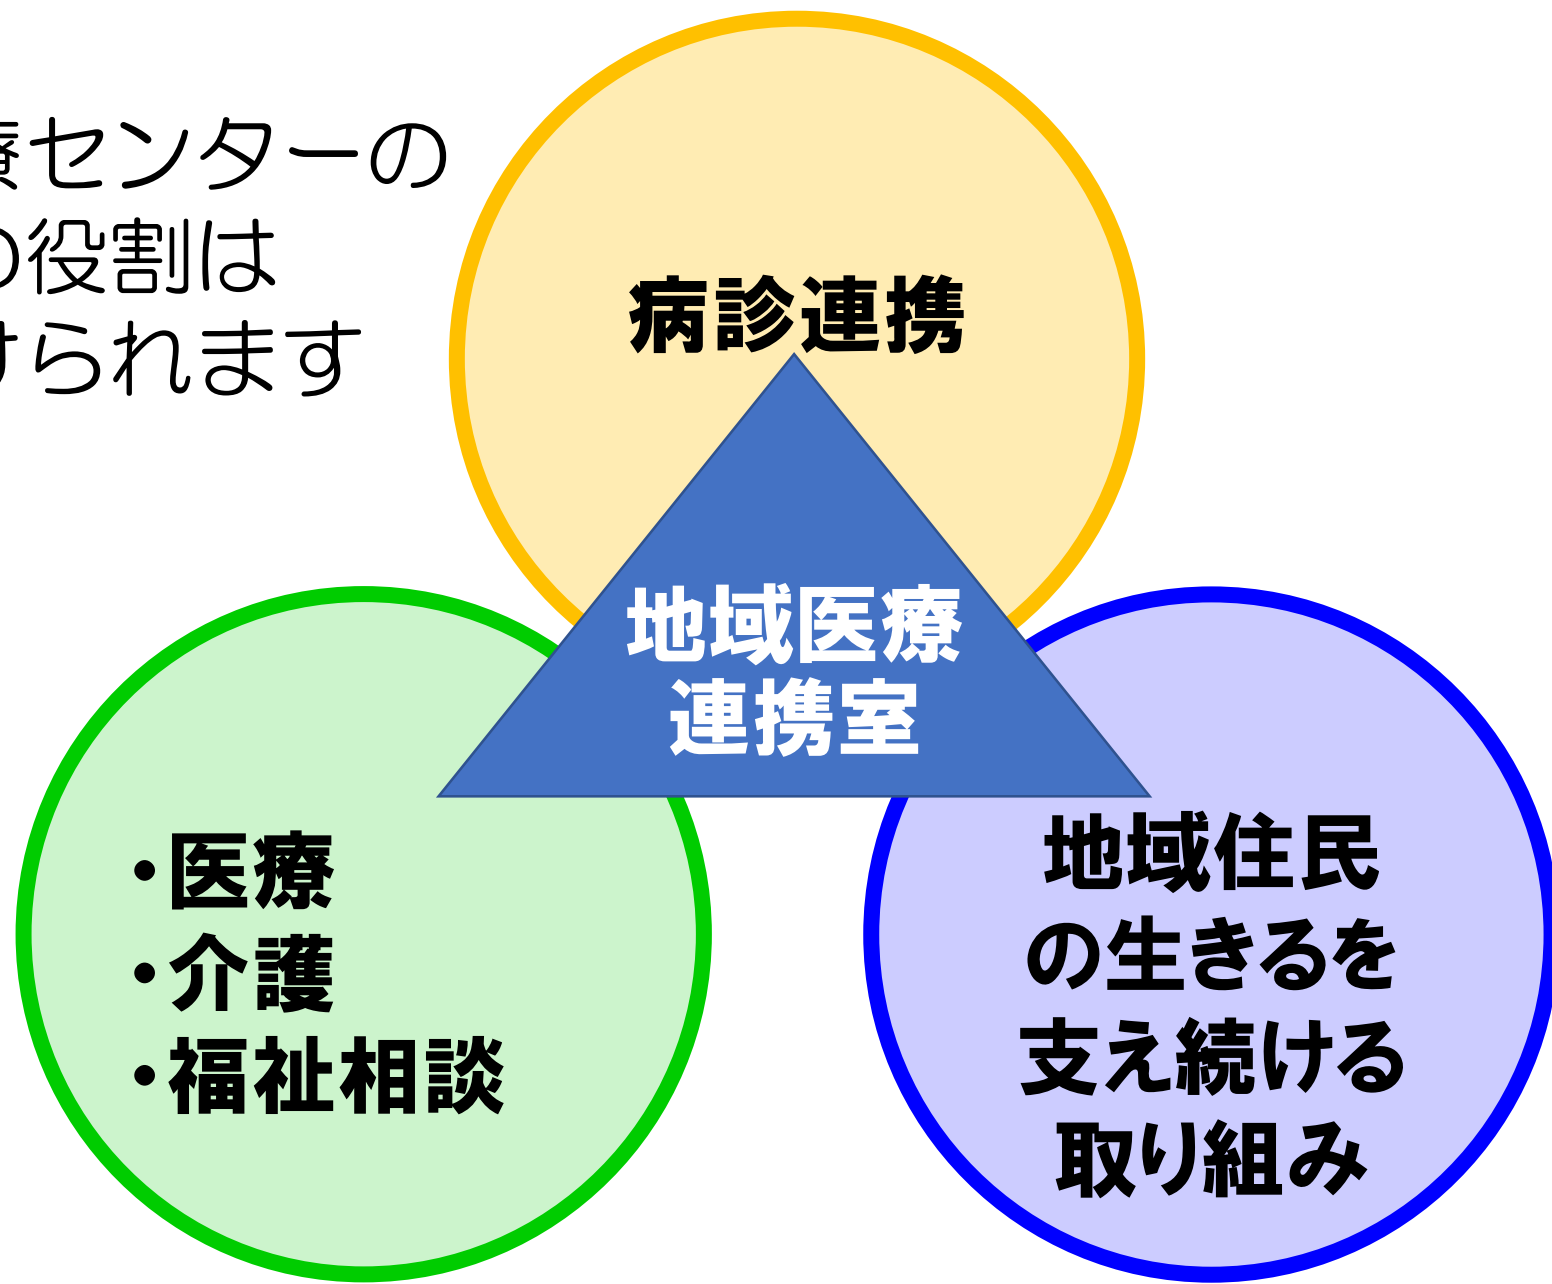 療センターの
の役割は
けられます
病診連携
地域医療
連携室
・医療
・介護
・福祉相談
地域住民
の生きるを
支え続ける
取り組み